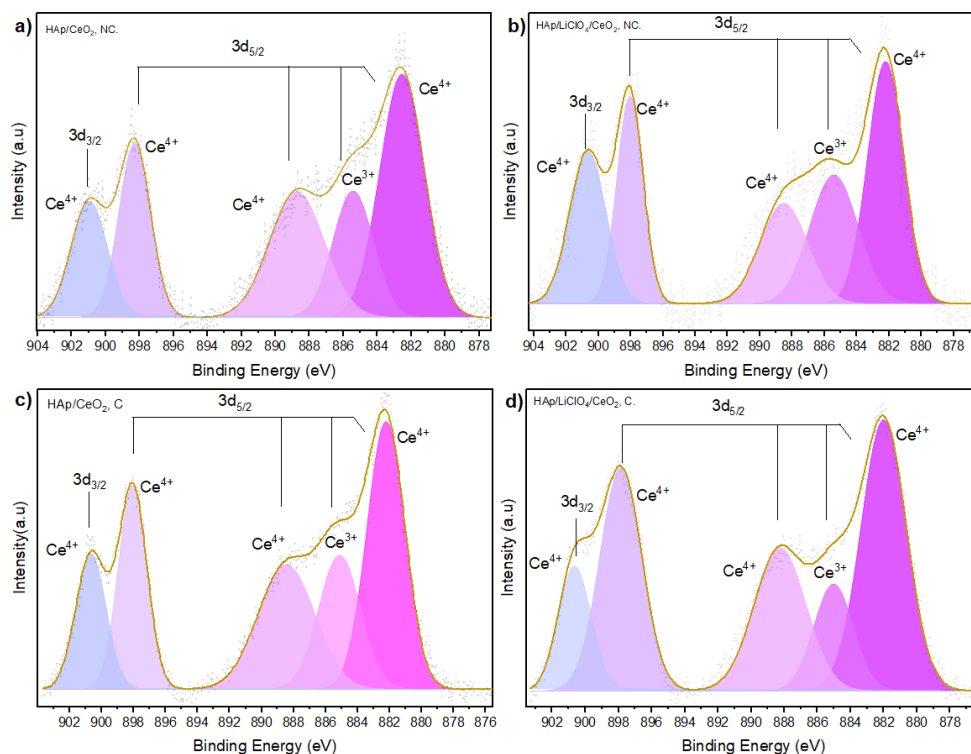 a)
HAp/CeO₂, NC.
3d₅/₂
Ce⁴⁺
3d₃/₂
Ce⁴⁺
Ce⁴⁺
Ce³⁺
Ce⁴⁺
Intensity (a.u)
904 902 900 898 896 894 892 890 888 886 884 882 880 878
Binding Energy (eV)
b)
HAp/LiClO₄/CeO₂, NC.
3d₅/₂
Ce⁴⁺
3d₃/₂
Ce⁴⁺
Ce³⁺
Ce⁴⁺
Ce⁴⁺
Intensity (a.u)
904 902 900 898 896 894 892 890 888 886 884 882 880 878
Binding Energy (eV)
c)
HAp/CeO₂, C
3d₅/₂
Ce⁴⁺
3d₃/₂
Ce⁴⁺
Ce⁴⁺
Ce⁴⁺
Ce³⁺
Intensity(a.u)
902 900 898 896 894 892 890 888 886 884 882 880 878 876
Binding Energy (eV)
d)
HAp/LiClO₄/CeO₂, C.
3d₅/₂
Ce⁴⁺
Ce⁴⁺
3d₃/₂
Ce⁴⁺
Ce⁴⁺
Ce³⁺
Intensity (a.u)
902 900 898 896 894 892 890 888 886 884 882 880 878
Binding Energy (eV)